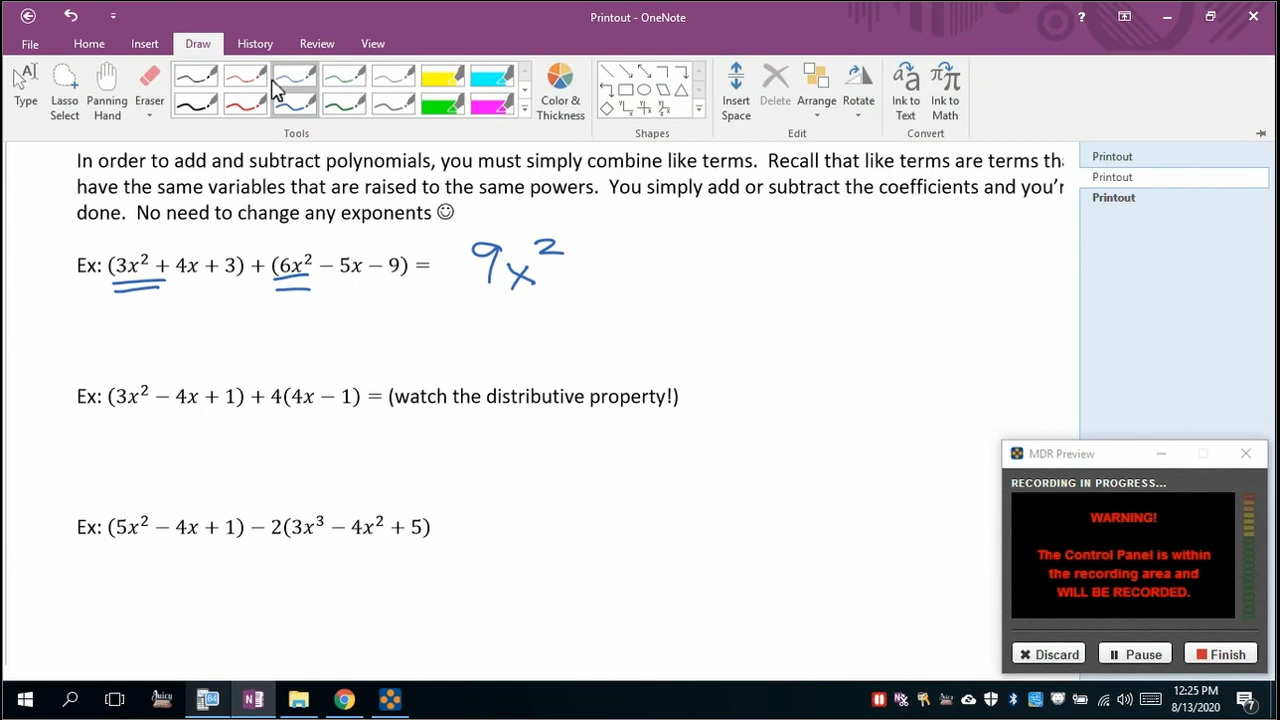 Printout - OneNote
?
File Home Insert Draw History Review View
Type
Lasso Select
Panning Hand
Eraser
Color & Thickness
Insert Space
Delete
Arrange
Rotate
Ink to Text
Ink to Math
Tools
Shapes
Edit
Convert
In order to add and subtract polynomials, you must simply combine like terms. Recall that like terms are terms tha
have the same variables that are raised to the same powers. You simply add or subtract the coefficients and you'r
done. No need to change any exponents ☺
Ex: (3x² + 4x + 3) + (6x² − 5x − 9) = 9x²
Ex: (3x² − 4x + 1) + 4(4x − 1) = (watch the distributive property!)
Ex: (5x² − 4x + 1) − 2(3x³ − 4x² + 5)
Printout
Printout
Printout
MDR Preview
RECORDING IN PROGRESS...
WARNING!
The Control Panel is within
the recording area and
WILL BE RECORDED.
Discard
Pause
Finish
12:25 PM
8/13/2020
7